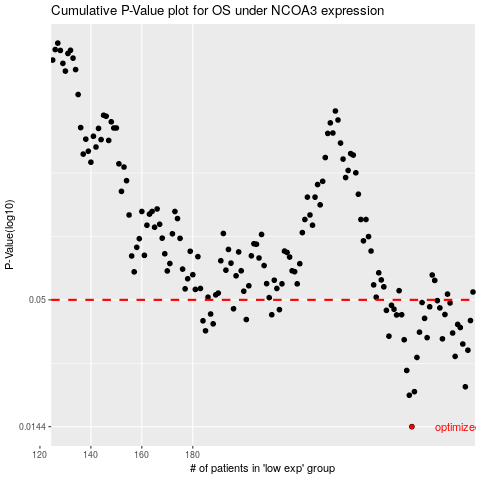 Cumulative P-Value plot for OS under NCOA3 expression
P-Value(log10)
0.05
0.0144
optimize
120 140 160 180
# of patients in 'low exp' group